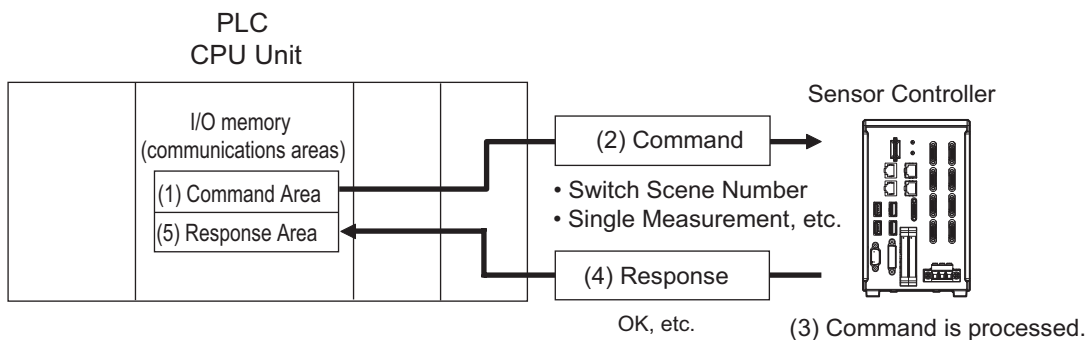 PLC
CPU Unit
I/O memory
(communications areas)
(1) Command Area
(5) Response Area
(2) Command
• Switch Scene Number
• Single Measurement, etc.
(4) Response
OK, etc.
Sensor Controller
(3) Command is processed.